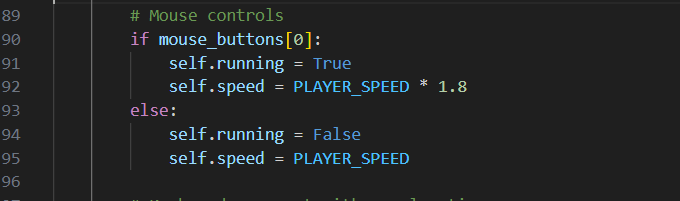 89 # Mouse controls
90 if mouse_buttons[0]:
91 self.running = True
92 self.speed = PLAYER_SPEED * 1.8
93 else:
94 self.running = False
95 self.speed = PLAYER_SPEED
96